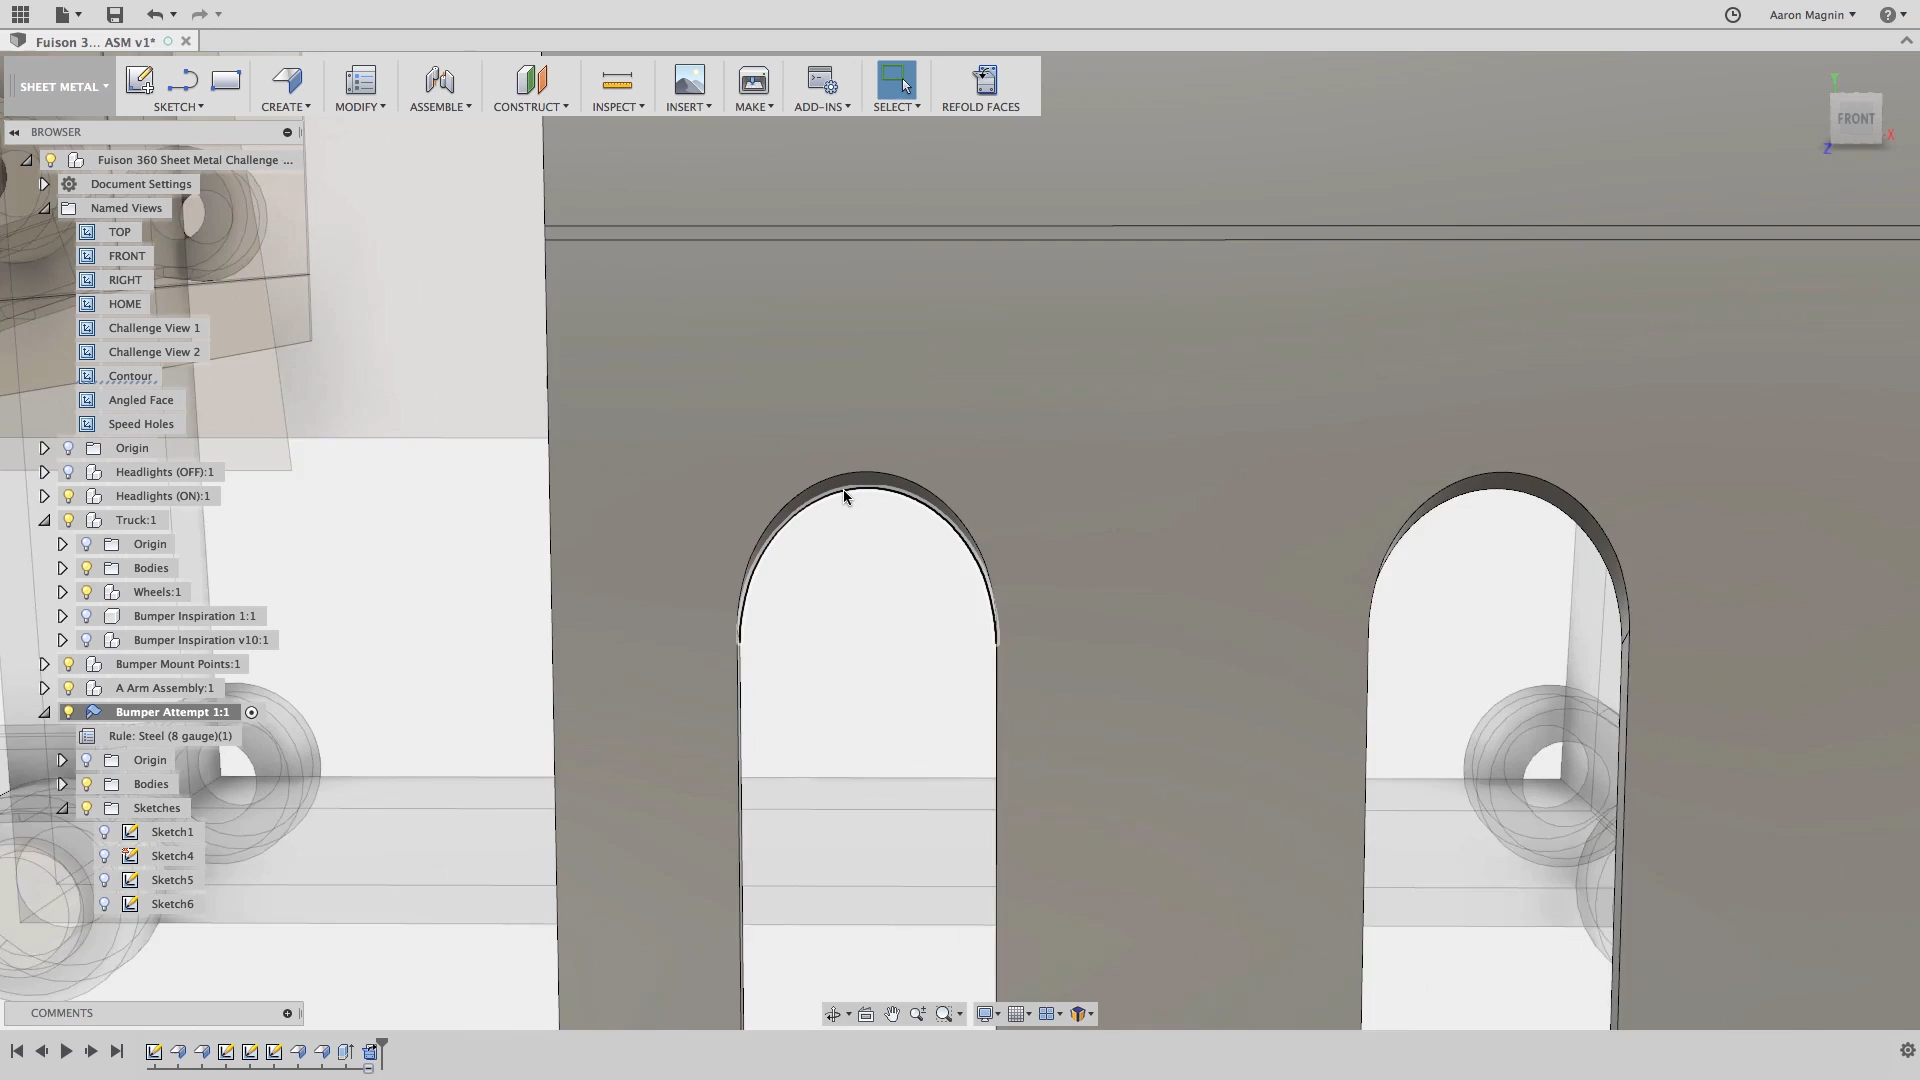 Aaron Magnin
Fuison 3... ASM v1*
SHEET METAL
SKETCH
CREATE
MODIFY
ASSEMBLE
CONSTRUCT
INSPECT
INSERT
MAKE
ADD-INS
SELECT
REFOLD FACES
Y
FRONT
X
Z
BROWSER
Fuison 360 Sheet Metal Challenge ...
Document Settings
Named Views
TOP
FRONT
RIGHT
HOME
Challenge View 1
Challenge View 2
Contour
Angled Face
Speed Holes
Origin
Headlights (OFF):1
Headlights (ON):1
Truck:1
Origin
Bodies
Wheels:1
Bumper Inspiration 1:1
Bumper Inspiration v10:1
Bumper Mount Points:1
A Arm Assembly:1
Bumper Attempt 1:1
Rule: Steel (8 gauge)(1)
Origin
Bodies
Sketches
Sketch1
Sketch4
Sketch5
Sketch6
COMMENTS